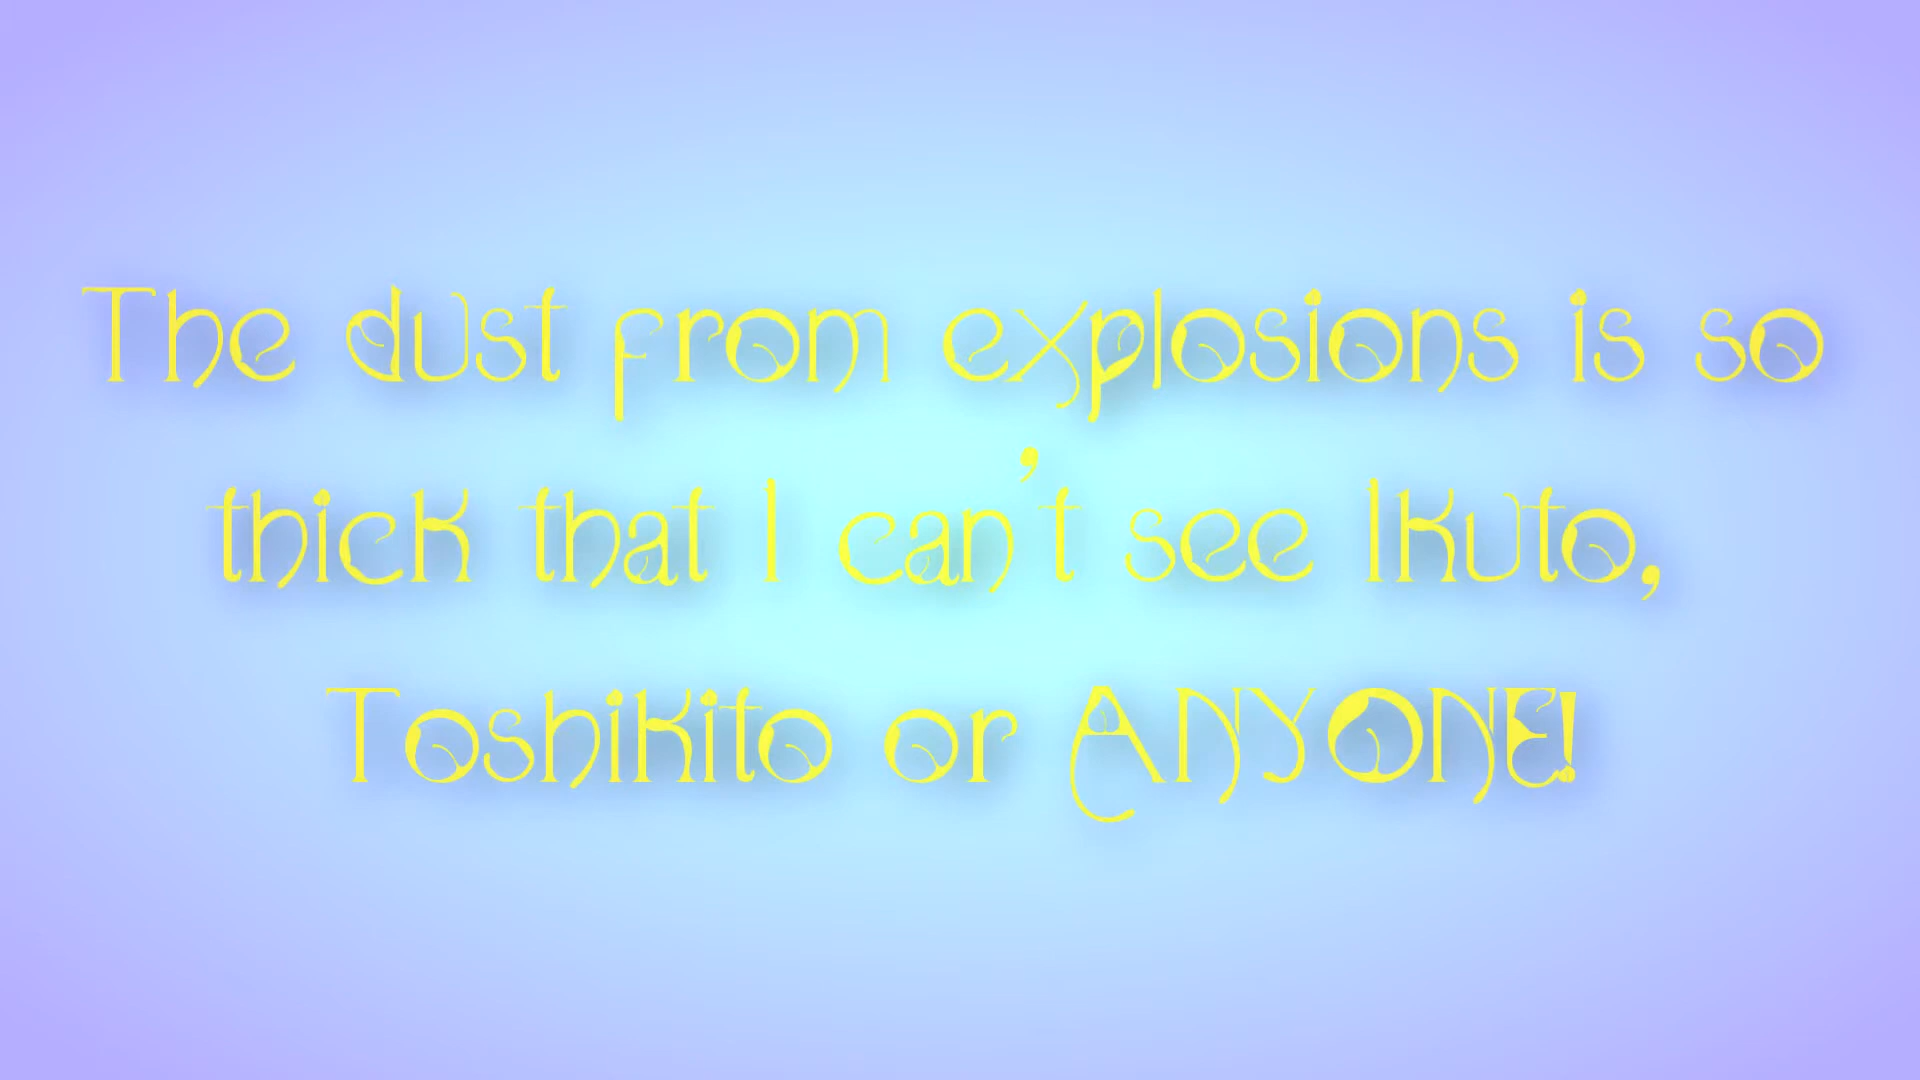 The dust from explosions is so
thick that I can't see Ikuto,
Toshikito or ANYONE!